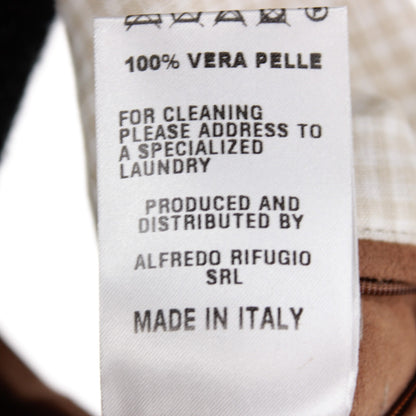 100% VERA PELLE
FOR CLEANING
PLEASE ADDRESS TO
A SPECIALIZED
LAUNDRY
PRODUCED AND
DISTRIBUTED BY
ALFREDO RIFUGIO
SRL
MADE IN ITALY